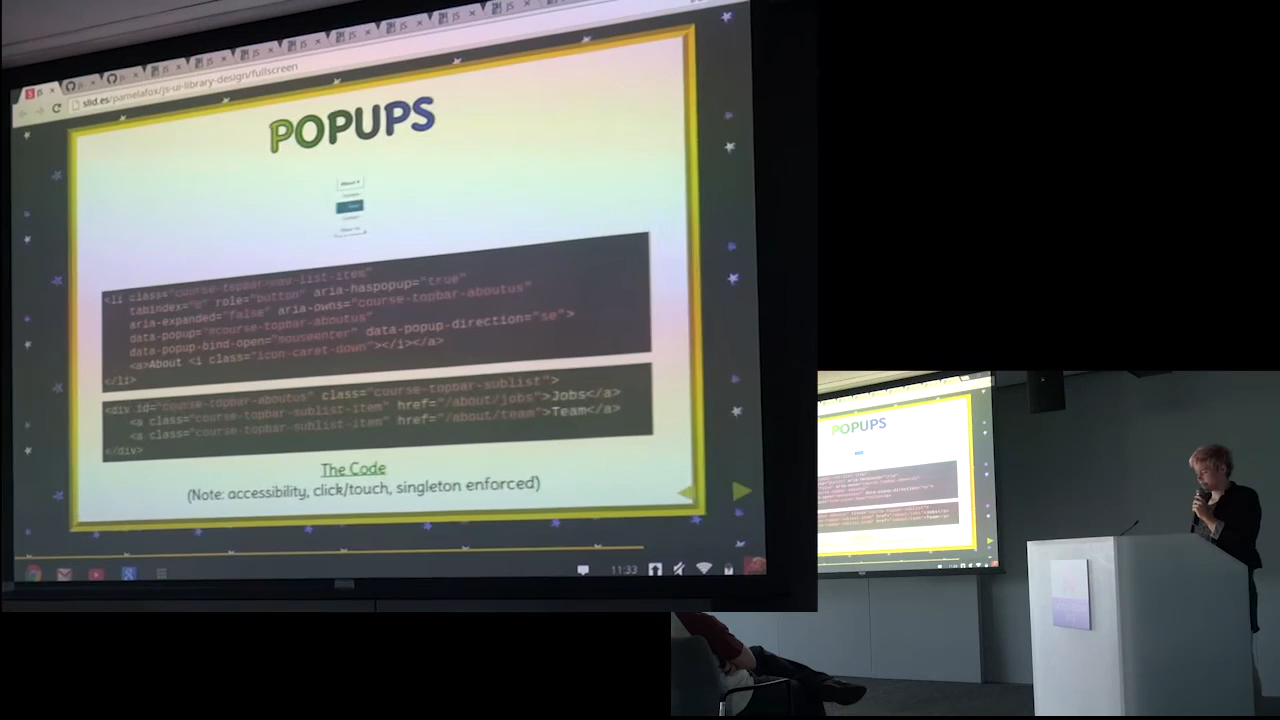 slid.es/pamelafox/js-ui-library-design/fullscreen
POPUPS
About
<li class="course-topbar-nav-list-item"
tabindex="0" role="button" aria-haspopup="true"
aria-expanded="false" aria-owns="course-topbar-aboutus"
data-popup="#course-topbar-aboutus"
data-popup-bind-open="mouseenter" data-popup-direction="se">
<a>About <i class="icon-caret-down"></i></a>
</li>
<div id="course-topbar-aboutus" class="course-topbar-sublist">
<a class="course-topbar-sublist-item" href="/about/jobs">Jobs</a>
<a class="course-topbar-sublist-item" href="/about/team">Team</a>
</div>
The Code
(Note: accessibility, click/touch, singleton enforced)
11:33
POPUPS